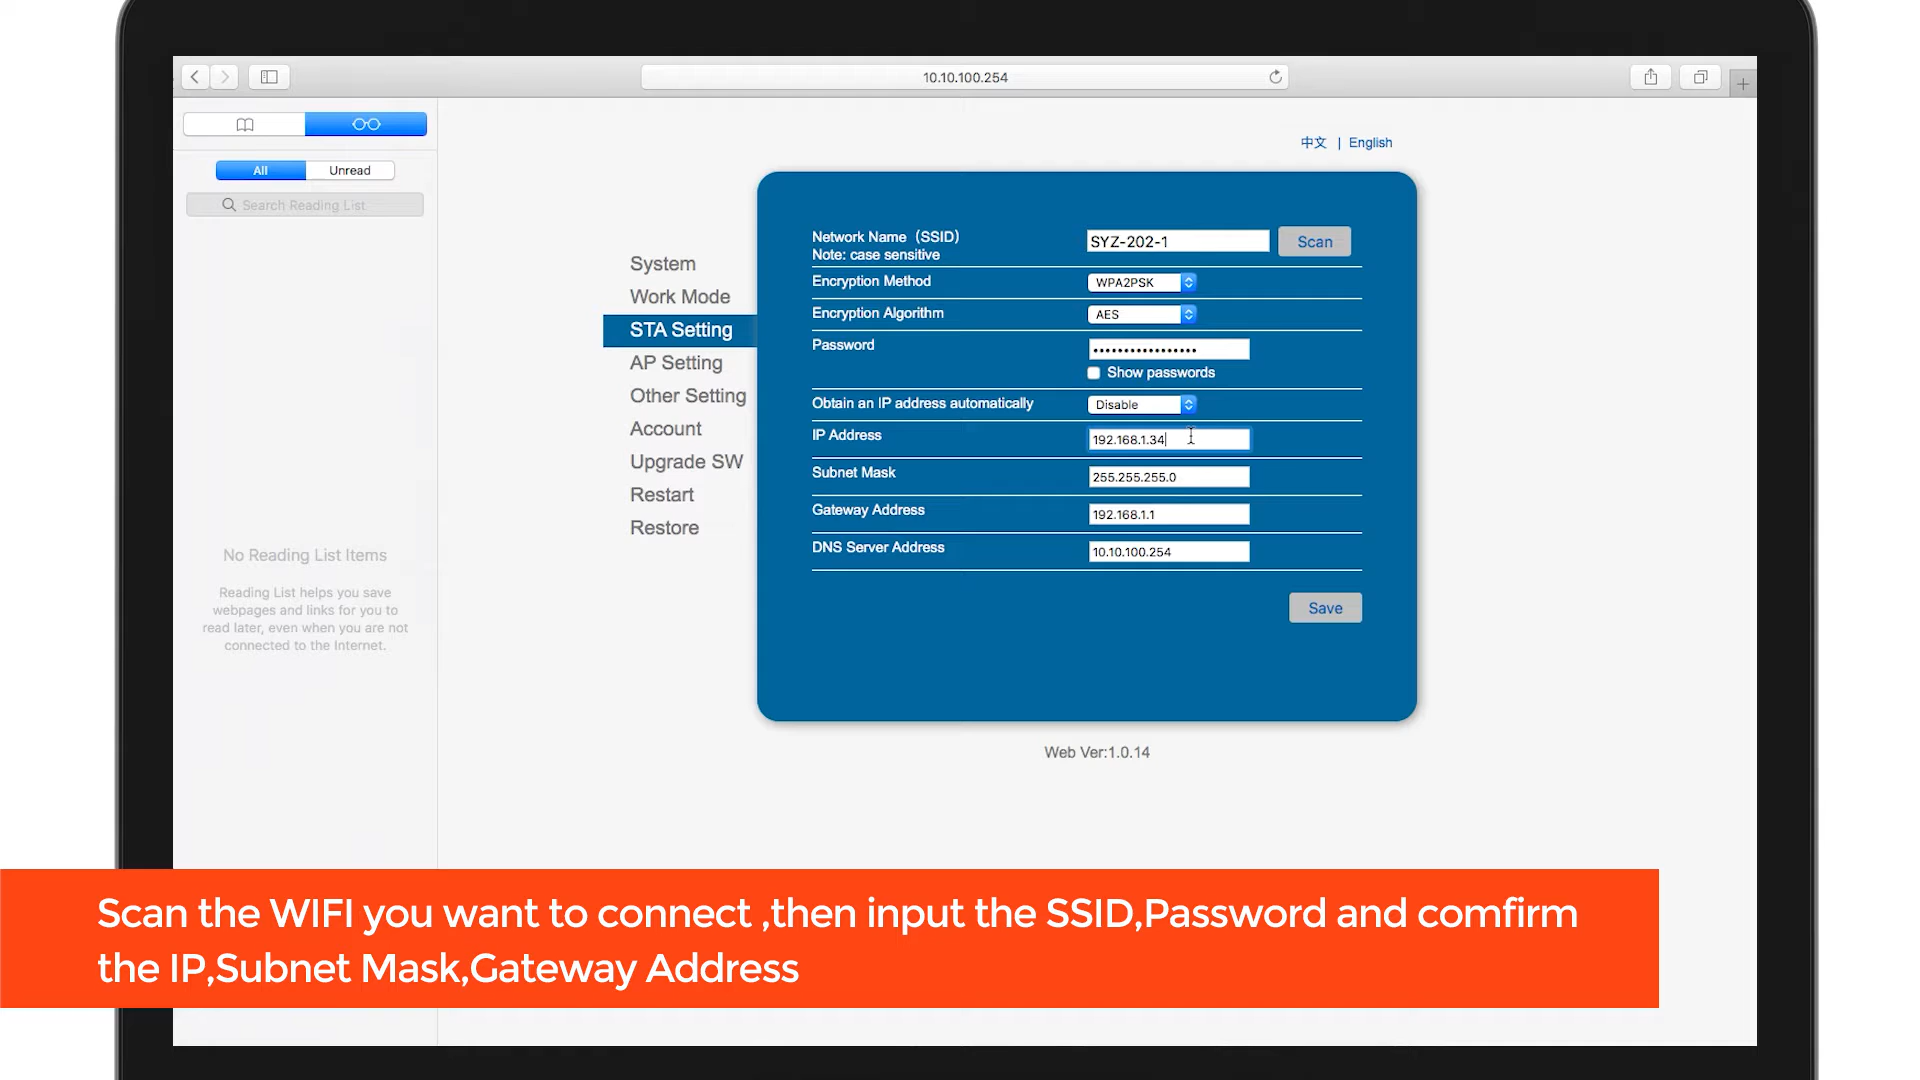 10.10.100.254
All
Unread
Search Reading List
No Reading List Items
Reading List helps you save
webpages and links for you to
read later, even when you are not
connected to the Internet.
中文 | English
System
Work Mode
STA Setting
AP Setting
Other Setting
Account
Upgrade SW
Restart
Restore
Network Name (SSID)
Note: case sensitive
SYZ-202-1
Scan
Encryption Method
WPA2PSK
Encryption Algorithm
AES
Password
•••••••••••••••••
Show passwords
Obtain an IP address automatically
Disable
IP Address
192.168.1.34
Subnet Mask
255.255.255.0
Gateway Address
192.168.1.1
DNS Server Address
10.10.100.254
Save
Web Ver:1.0.14
Scan the WIFI you want to connect ,then input the SSID,Password and comfirm
the IP,Subnet Mask,Gateway Address